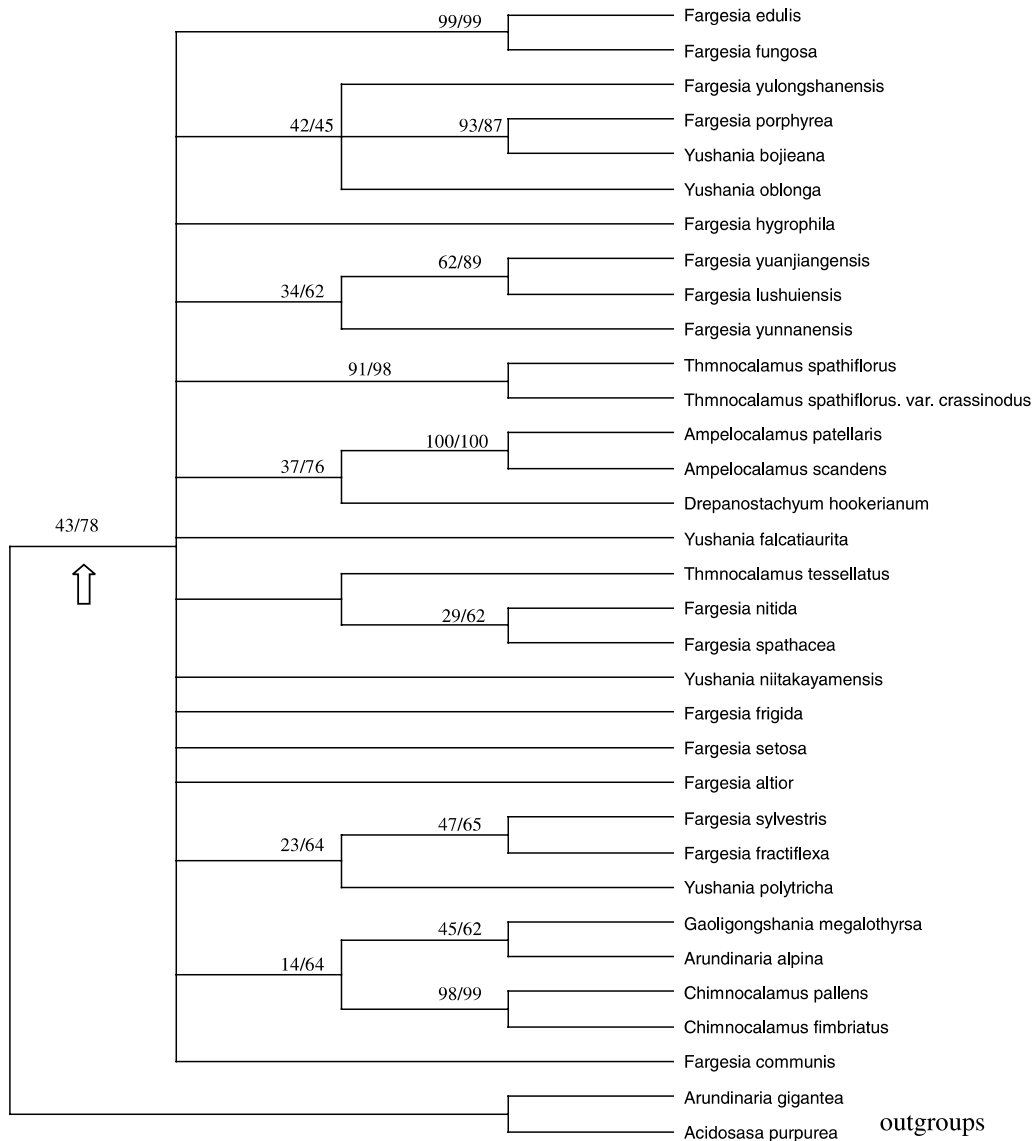 99/99
Fargesia edulis
Fargesia fungosa
Fargesia yulongshanensis
42/45
93/87
Fargesia porphyrea
Yushania bojieana
Yushania oblonga
Fargesia hygrophila
62/89
Fargesia yuanjiangensis
34/62
Fargesia lushuiensis
Fargesia yunnanensis
91/98
Thmnocalamus spathiflorus
Thmnocalamus spathiflorus. var. crassinodus
100/100
Ampelocalamus patellaris
37/76
Ampelocalamus scandens
Drepanostachyum hookerianum
43/78
Yushania falcatiaurita
Thmnocalamus tessellatus
29/62
Fargesia nitida
Fargesia spathacea
Yushania niitakayamensis
Fargesia frigida
Fargesia setosa
Fargesia altior
47/65
Fargesia sylvestris
23/64
Fargesia fractiflexa
Yushania polytricha
45/62
Gaoligongshania megalothyrsa
14/64
Arundinaria alpina
98/99
Chimnocalamus pallens
Chimnocalamus fimbriatus
Fargesia communis
Arundinaria gigantea
outgroups
Acidosasa purpurea